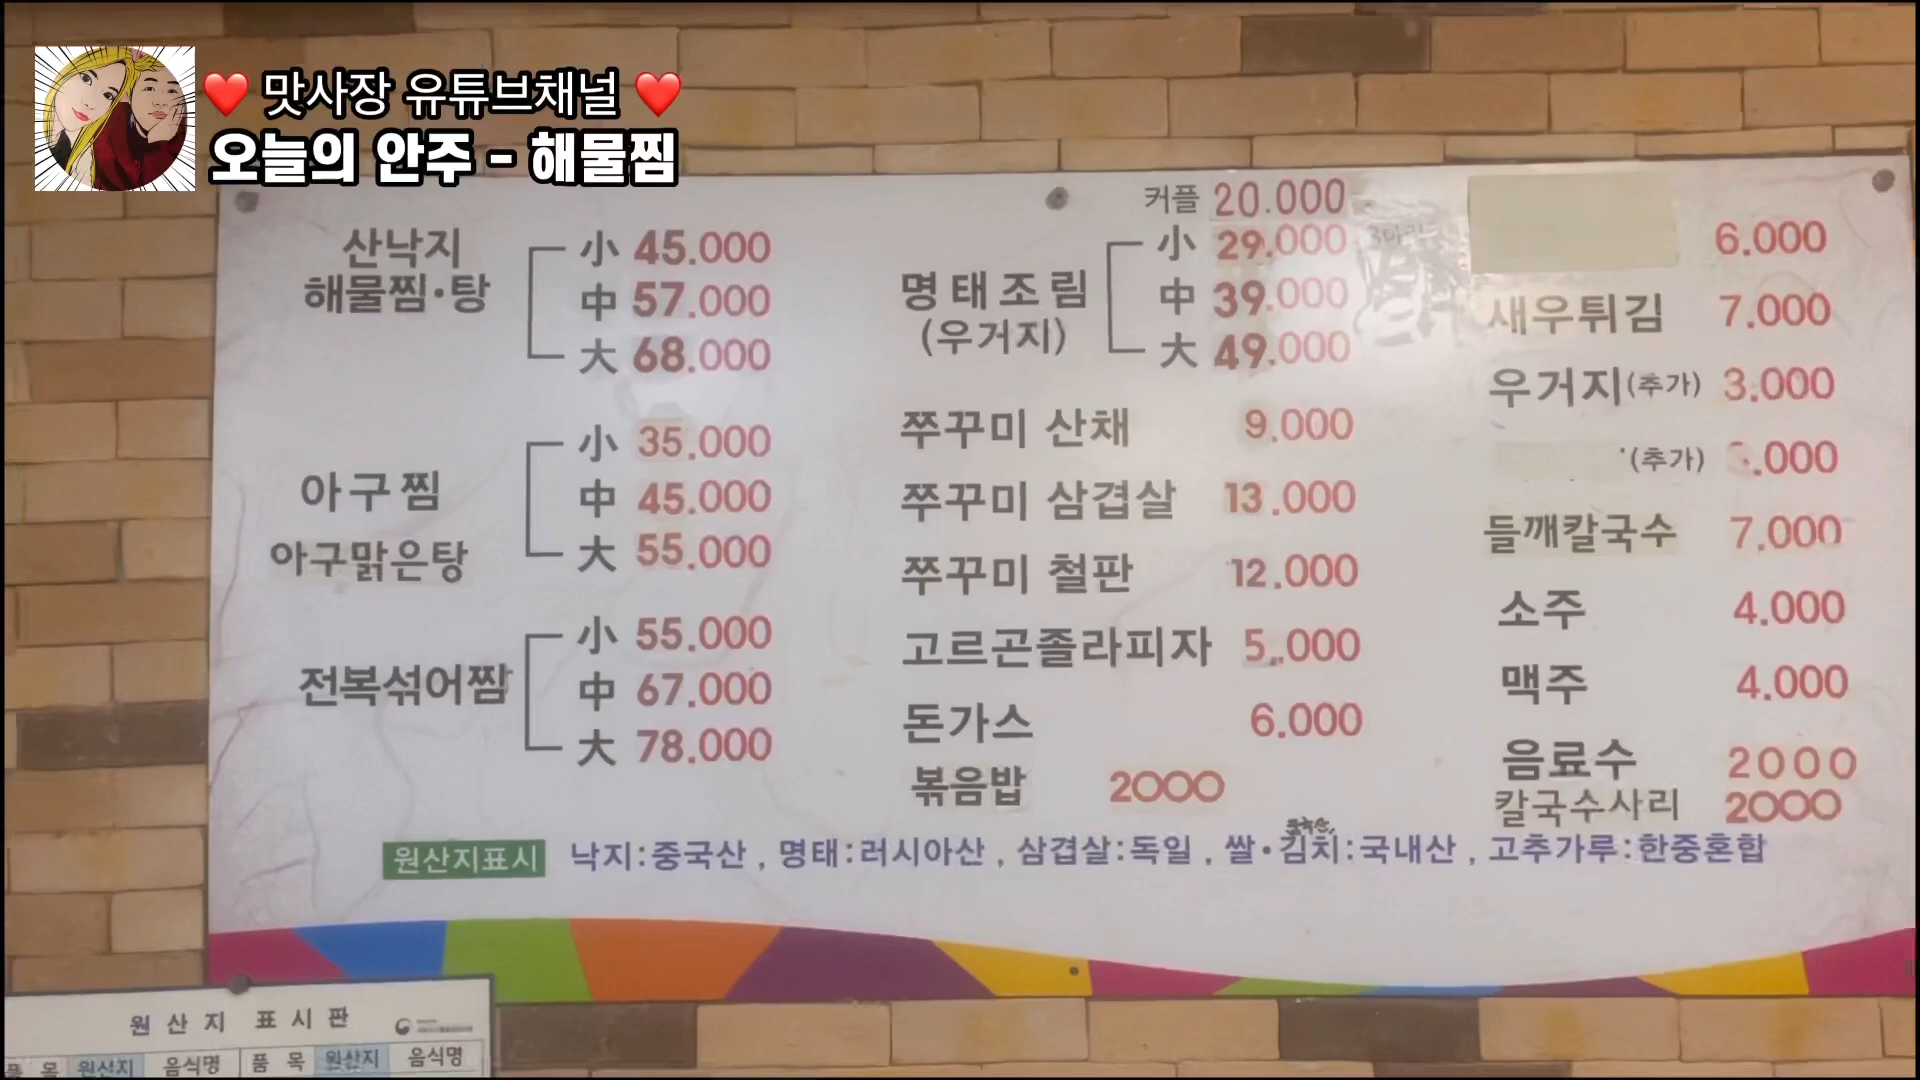 맛사장 유튜브채널
오늘의 안주 - 해물찜
산낙지
해물찜·탕
小 45.000
中 57.000
大 68.000
아구찜
아구맑은탕
小 35.000
中 45.000
大 55.000
전복섞어찜
小 55.000
中 67.000
大 78.000
커플 20.000
명태조림
(우거지)
小 29.000
中 39.000
大 49.000
쭈꾸미 산채 9.000
쭈꾸미 삼겹살 13.000
쭈꾸미 철판 12.000
고르곤졸라피자 5.000
돈가스 6.000
볶음밥 2000
6.000
새우튀김 7.000
우거지(추가) 3.000
(추가) .000
들깨칼국수 7.000
소주 4.000
맥주 4.000
음료수 2000
칼국수사리 2000
원산지표시 낙지:중국산, 명태:러시아산, 삼겹살:독일, 쌀·김치:국내산, 고추가루:한중혼합
원산지 표시판
품목 원산지 음식명 품목 원산지 음식명